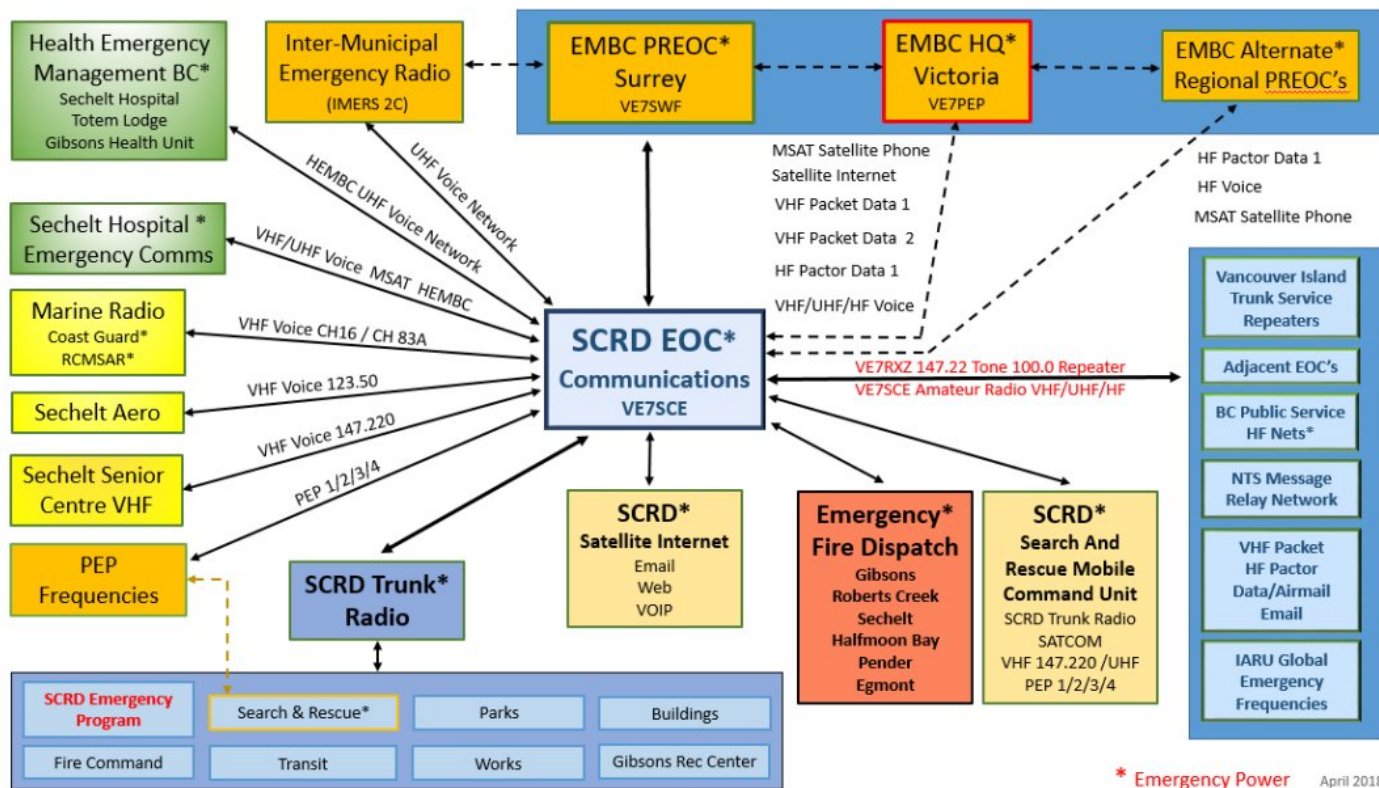 Health Emergency
Management BC*
Sechelt Hospital
Totem Lodge
Gibsons Health Unit
Inter-Municipal
Emergency Radio
(IMERS 2C)
EMBC PREOC*
Surrey
VE7SWF
EMBC HQ*
Victoria
VE7PEP
EMBC Alternate*
Regional PREOC's
MSAT Satellite Phone
Satellite Internet
VHF Packet Data 1
VHF Packet Data 2
HF Pactor Data 1
VHF/UHF/HF Voice
HF Pactor Data 1
HF Voice
MSAT Satellite Phone
UHF Voice Network
HEMBC UHF Voice Network
Sechelt Hospital *
Emergency Comms
VHF/UHF Voice MSAT HEMBC
Marine Radio
Coast Guard*
RCMSAR*
VHF Voice CH16 / CH 83A
Sechelt Aero
VHF Voice 123.50
Sechelt Senior
Centre VHF
VHF Voice 147.220
PEP
Frequencies
PEP 1/2/3/4
SCRD EOC*
Communications
VE7SCE
VE7RXZ 147.22 Tone 100.0 Repeater
VE7SCE Amateur Radio VHF/UHF/HF
Vancouver Island
Trunk Service
Repeaters
Adjacent EOC's
BC Public Service
HF Nets*
NTS Message
Relay Network
VHF Packet
HF Pactor
Data/Airmail
Email
IARU Global
Emergency
Frequencies
SCRD Trunk*
Radio
SCRD*
Satellite Internet
Email
Web
VOIP
Emergency*
Fire Dispatch
Gibsons
Roberts Creek
Sechelt
Halfmoon Bay
Pender
Egmont
SCRD*
Search And
Rescue Mobile
Command Unit
SCRD Trunk Radio
SATCOM
VHF 147.220 /UHF
PEP 1/2/3/4
SCRD Emergency
Program
Search & Rescue*
Parks
Buildings
Fire Command
Transit
Works
Gibsons Rec Center
* Emergency Power
April 2018